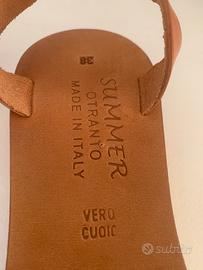 38
SUMMER
OTRANTO
MADE IN ITALY
VERO
CUOIO
subito